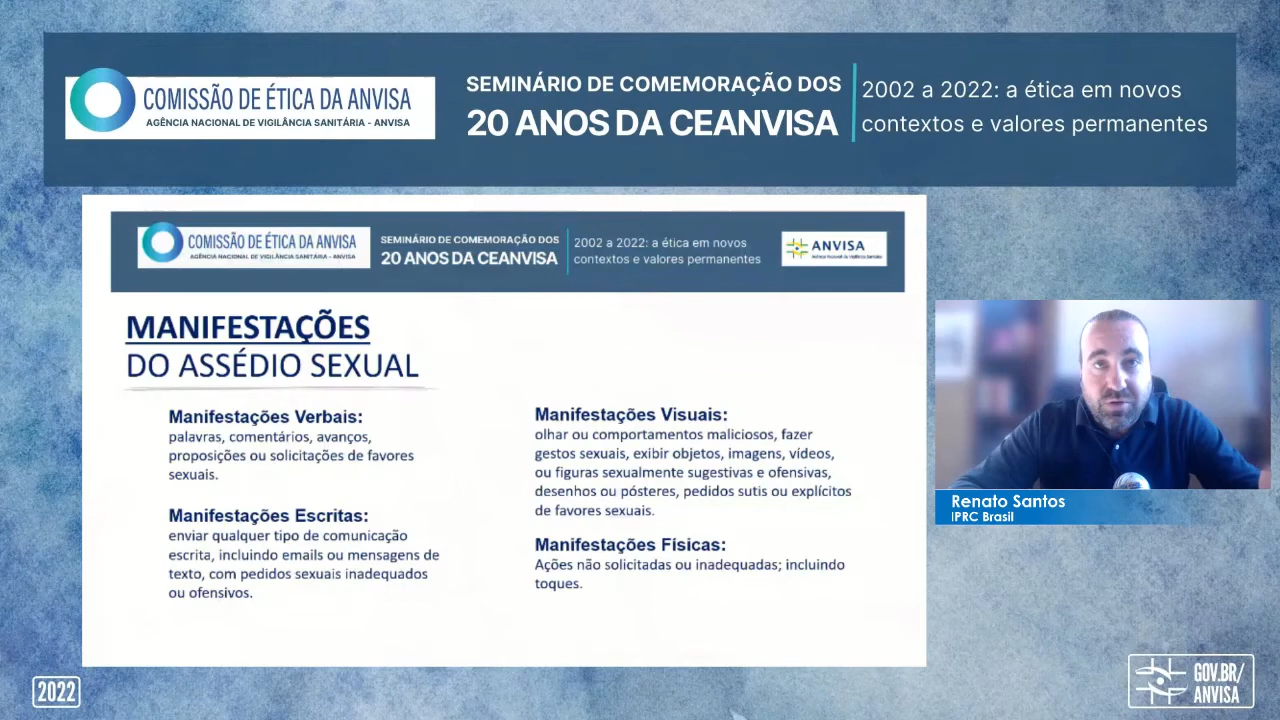 COMISSÃO DE ÉTICA DA ANVISA
AGÊNCIA NACIONAL DE VIGILÂNCIA SANITÁRIA - ANVISA
SEMINÁRIO DE COMEMORAÇÃO DOS
20 ANOS DA CEANVISA
2002 a 2022: a ética em novos
contextos e valores permanentes
COMISSÃO DE ÉTICA DA ANVISA
AGÊNCIA NACIONAL DE VIGILÂNCIA SANITÁRIA - ANVISA
SEMINÁRIO DE COMEMORAÇÃO DOS
20 ANOS DA CEANVISA
2002 a 2022: a ética em novos
contextos e valores permanentes
ANVISA
Agência Nacional de Vigilância Sanitária
MANIFESTAÇÕES
DO ASSÉDIO SEXUAL
Manifestações Verbais:
palavras, comentários, avanços,
proposições ou solicitações de favores
sexuais.
Manifestações Escritas:
enviar qualquer tipo de comunicação
escrita, incluindo emails ou mensagens de
texto, com pedidos sexuais inadequados
ou ofensivos.
Manifestações Visuais:
olhar ou comportamentos maliciosos, fazer
gestos sexuais, exibir objetos, imagens, vídeos,
ou figuras sexualmente sugestivas e ofensivas,
desenhos ou pósteres, pedidos sutis ou explícitos
de favores sexuais.
Manifestações Físicas:
Ações não solicitadas ou inadequadas; incluindo
toques.
Renato Santos
IPRC Brasil
2022
GOV.BR/
ANVISA